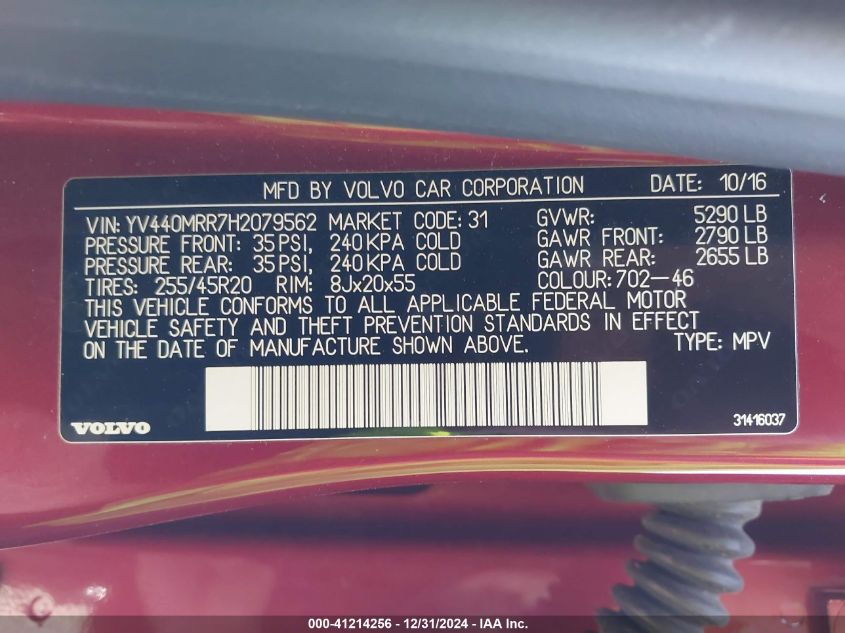 MFD BY VOLVO CAR CORPORATION DATE: 10/16
VIN: YV440MRR7H2079562 MARKET CODE: 31 GVWR: 5290 LB
PRESSURE FRONT: 35 PSI, 240 KPA COLD GAWR FRONT: 2790 LB
PRESSURE REAR: 35 PSI, 240 KPA COLD GAWR REAR: 2655 LB
TIRES: 255/45R20 RIM: 8Jx20x55 COLOUR: 702-46
THIS VEHICLE CONFORMS TO ALL APPLICABLE FEDERAL MOTOR
VEHICLE SAFETY AND THEFT PREVENTION STANDARDS IN EFFECT
ON THE DATE OF MANUFACTURE SHOWN ABOVE. TYPE: MPV
VOLVO 31416037
000-41214256 - 12/31/2024 - IAAI Inc.